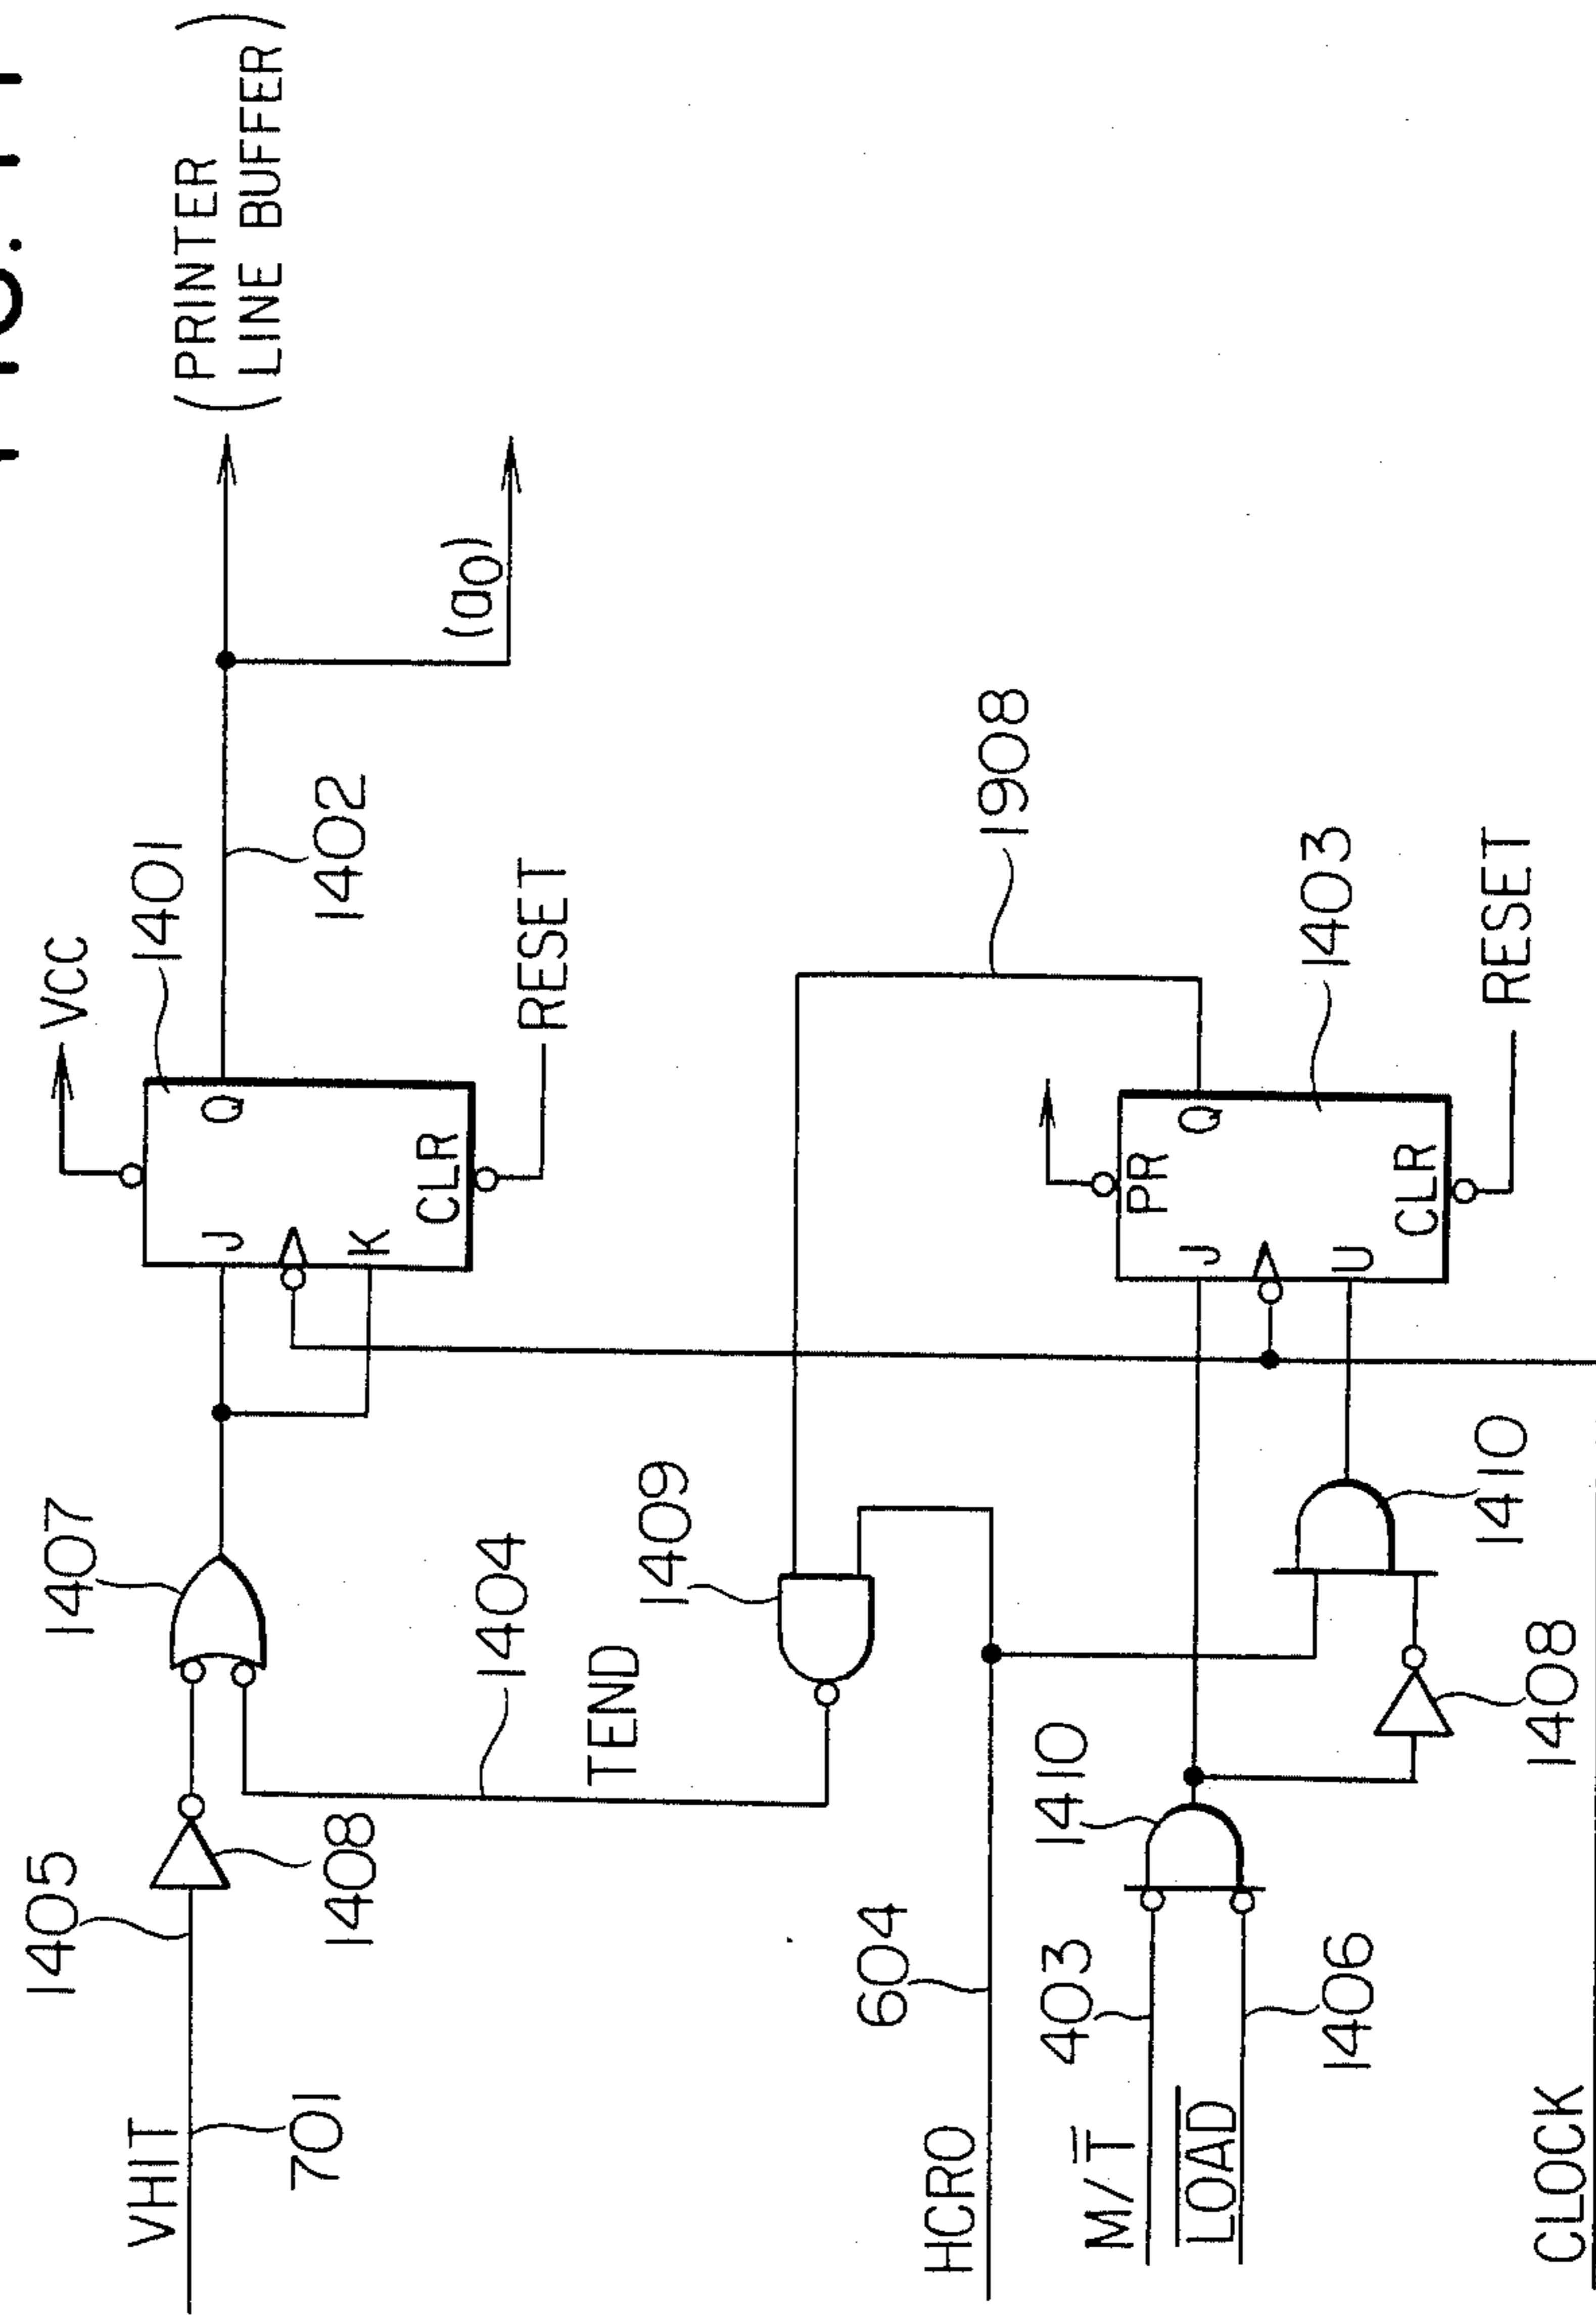 VCC
1401
1407
1405
VHIT
701
1408
1404
TEND
1402
RESET
(a0)
(PRINTER)
(LINE BUFFER)
J
K
Q
CLR
1409
1908
HCRO
604
M/T̅
403
L̅O̅A̅D̅
1406
1410
1408
1410
J
U
PR
Q
CLR
1403
RESET
CLOCK